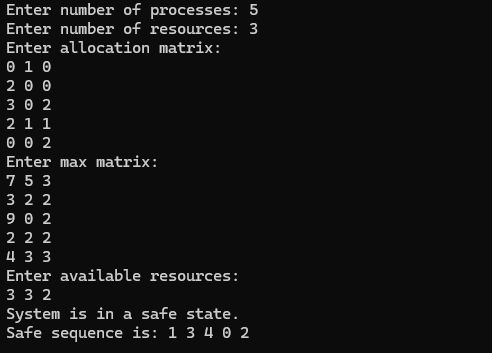 Enter number of processes: 5
Enter number of resources: 3
Enter allocation matrix:
0 1 0
2 0 0
3 0 2
2 1 1
0 0 2
Enter max matrix:
7 5 3
3 2 2
9 0 2
2 2 2
4 3 3
Enter available resources:
3 3 2
System is in a safe state.
Safe sequence is: 1 3 4 0 2